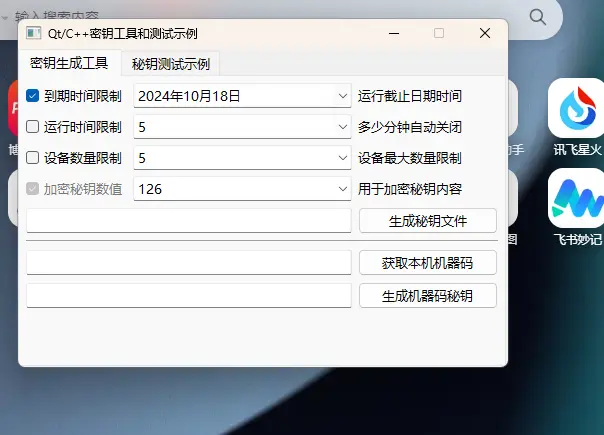 输入搜索内容
Qt/C++密钥工具和测试示例
密钥生成工具
秘钥测试示例
到期时间限制
2024年10月18日
运行截止日期时间
运行时间限制
5
多少分钟自动关闭
设备数量限制
5
设备最大数量限制
加密秘钥数值
126
用于加密秘钥内容
生成秘钥文件
获取本机机器码
生成机器码秘钥
讯飞星火
飞书妙记